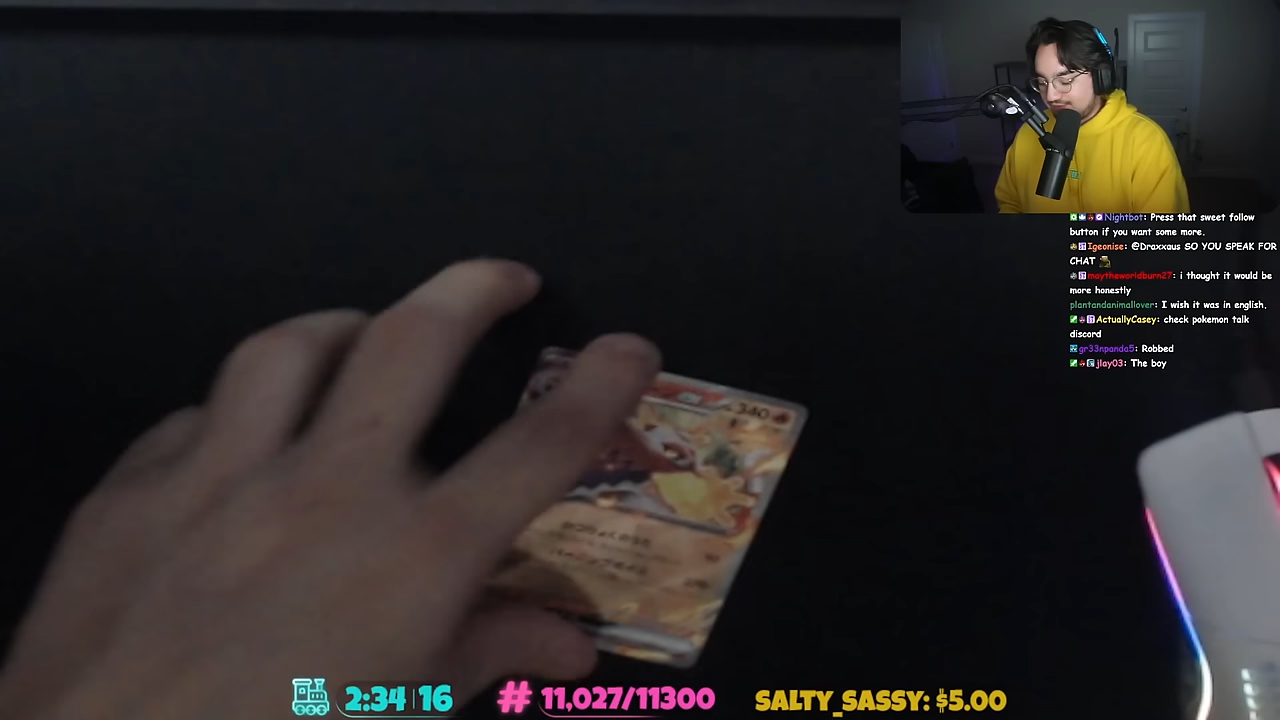 Nightbot: Press that sweet follow
button if you want some more.
Igeonise: @Draxxaus SO YOU SPEAK FOR
CHAT
maytheworldburn27: i thought it would be
more honestly
plantandanimallover: I wish it was in english.
ActuallyCasey: check pokemon talk
discord
gr33npanda5: Robbed
jlay03: The boy
340
2:34 16
# 11,027/11300
SALTY_SASSY: $5.00